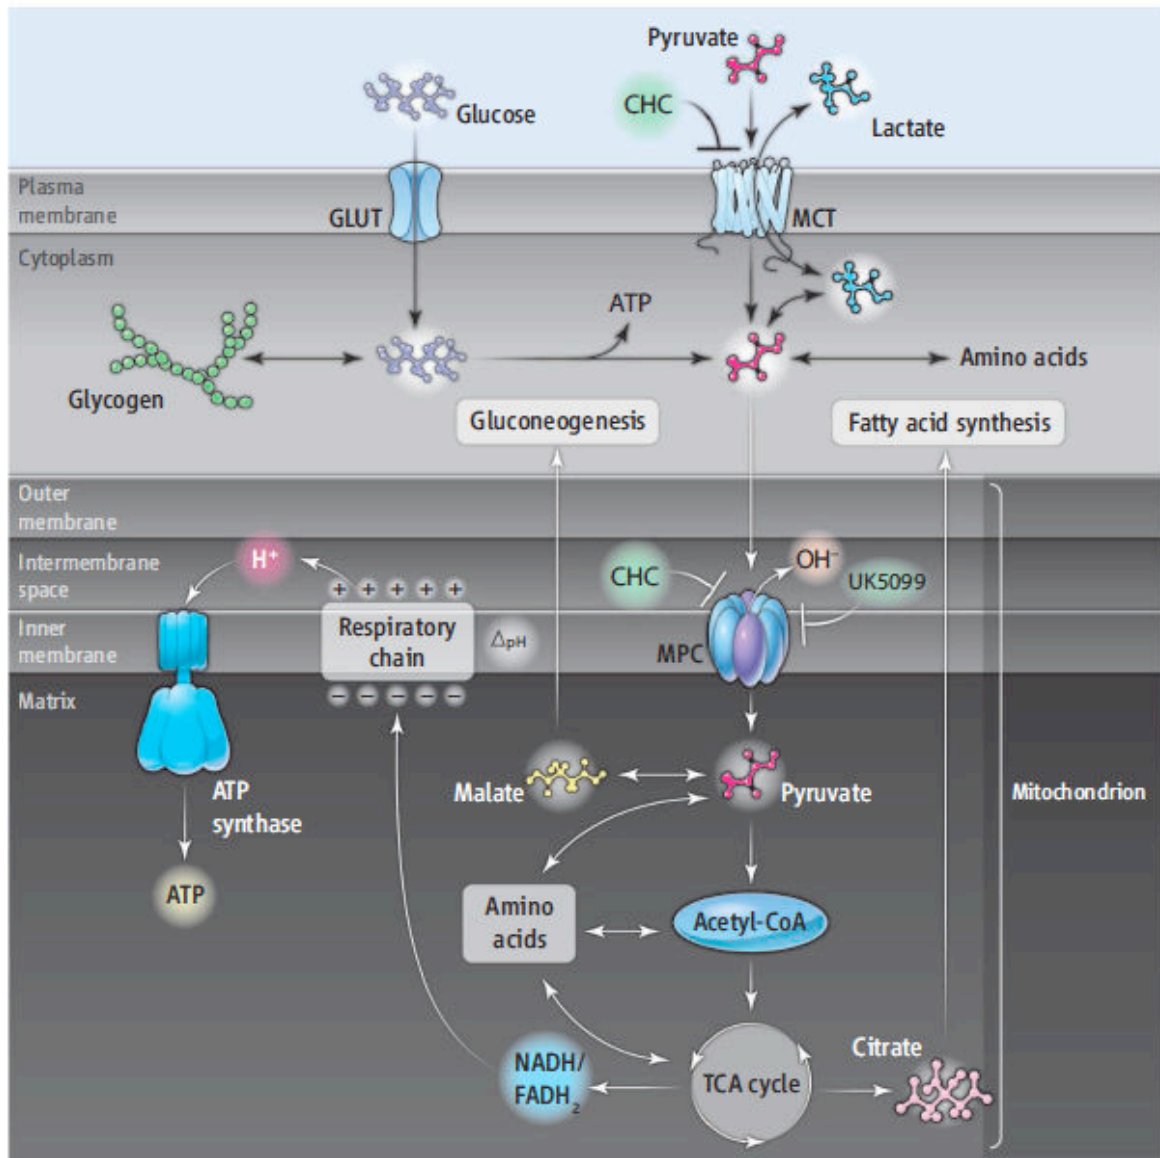 Pyruvate
CHC
Glucose
Lactate
Plasma
membrane
GLUT
MCT
Cytoplasm
ATP
Amino acids
Glycogen
Gluconeogenesis
Fatty acid synthesis
Outer
membrane
H+
Intermembrane
space
CHC
OH−
UK5099
+ + + + +
Inner
membrane
Respiratory
chain
ΔpH
MPC
− − − − −
Matrix
Malate
Pyruvate
Mitochondrion
ATP
synthase
ATP
Amino
acids
Acetyl-CoA
Citrate
NADH/
FADH2
TCA cycle